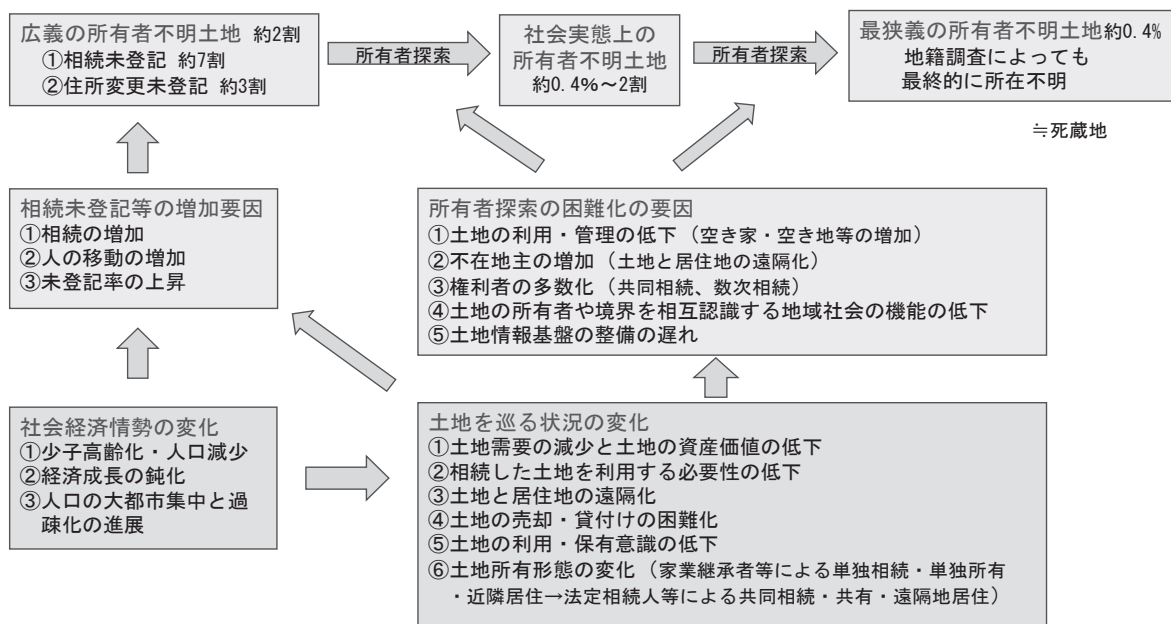 広義の所有者不明土地 約2割
①相続未登記 約7割
②住所変更未登記 約3割
所有者探索
社会実態上の
所有者不明土地
約0.4%～2割
所有者探索
最狭義の所有者不明土地約0.4%
地籍調査によっても
最終的に所在不明
≒死蔵地
相続未登記等の増加要因
①相続の増加
②人の移動の増加
③未登記率の上昇
所有者探索の困難化の要因
①土地の利用・管理の低下（空き家・空き地等の増加）
②不在地主の増加（土地と居住地の遠隔化）
③権利者の多数化（共同相続、数次相続）
④土地の所有者や境界を相互認識する地域社会の機能の低下
⑤土地情報基盤の整備の遅れ
社会経済情勢の変化
①少子高齢化・人口減少
②経済成長の鈍化
③人口の大都市集中と過
疎化の進展
土地を巡る状況の変化
①土地需要の減少と土地の資産価値の低下
②相続した土地を利用する必要性の低下
③土地と居住地の遠隔化
④土地の売却・貸付けの困難化
⑤土地の利用・保有意識の低下
⑥土地所有形態の変化（家業継承者等による単独相続・単独所有
・近隣居住→法定相続人等による共同相続・共有・遠隔地居住）